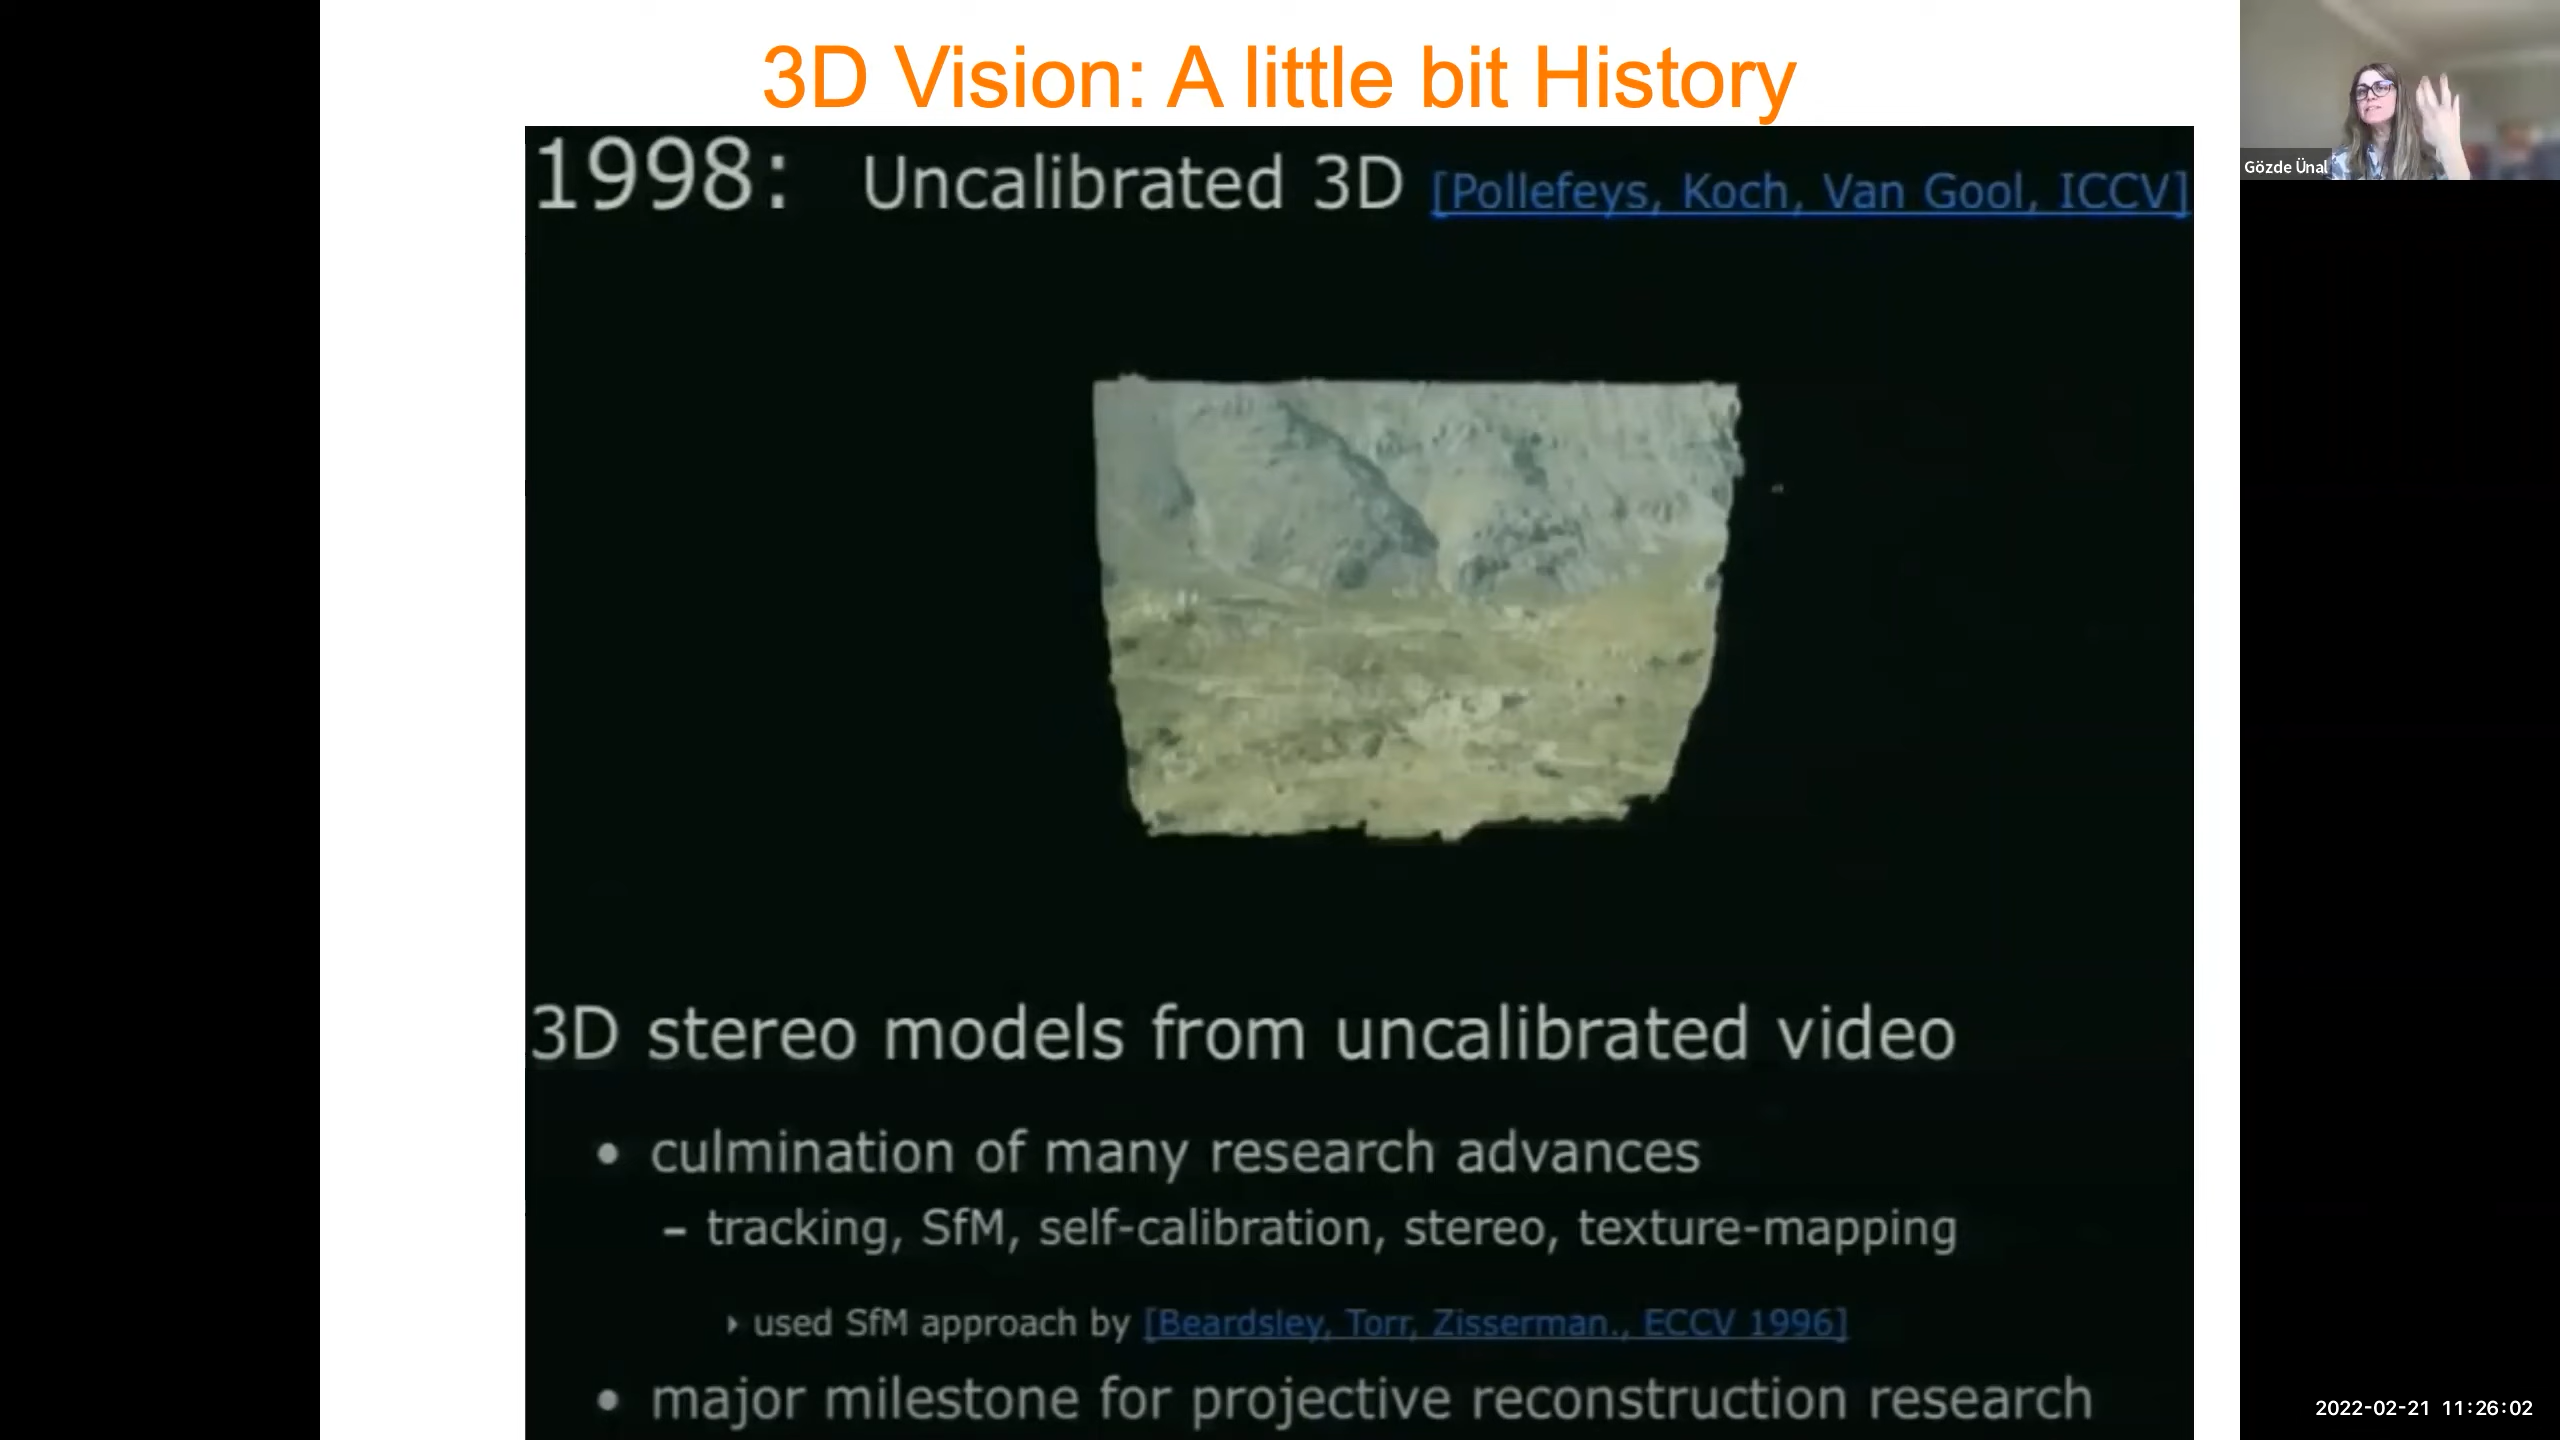 3D Vision: A little bit History
1998: Uncalibrated 3D [Pollefeys, Koch, Van Gool, ICCV]
Gözde Ünal
3D stereo models from uncalibrated video
• culmination of many research advances
– tracking, SfM, self-calibration, stereo, texture-mapping
‣ used SfM approach by [Beardsley, Torr, Zisserman., ECCV 1996]
• major milestone for projective reconstruction research
2022-02-21 11:26:02